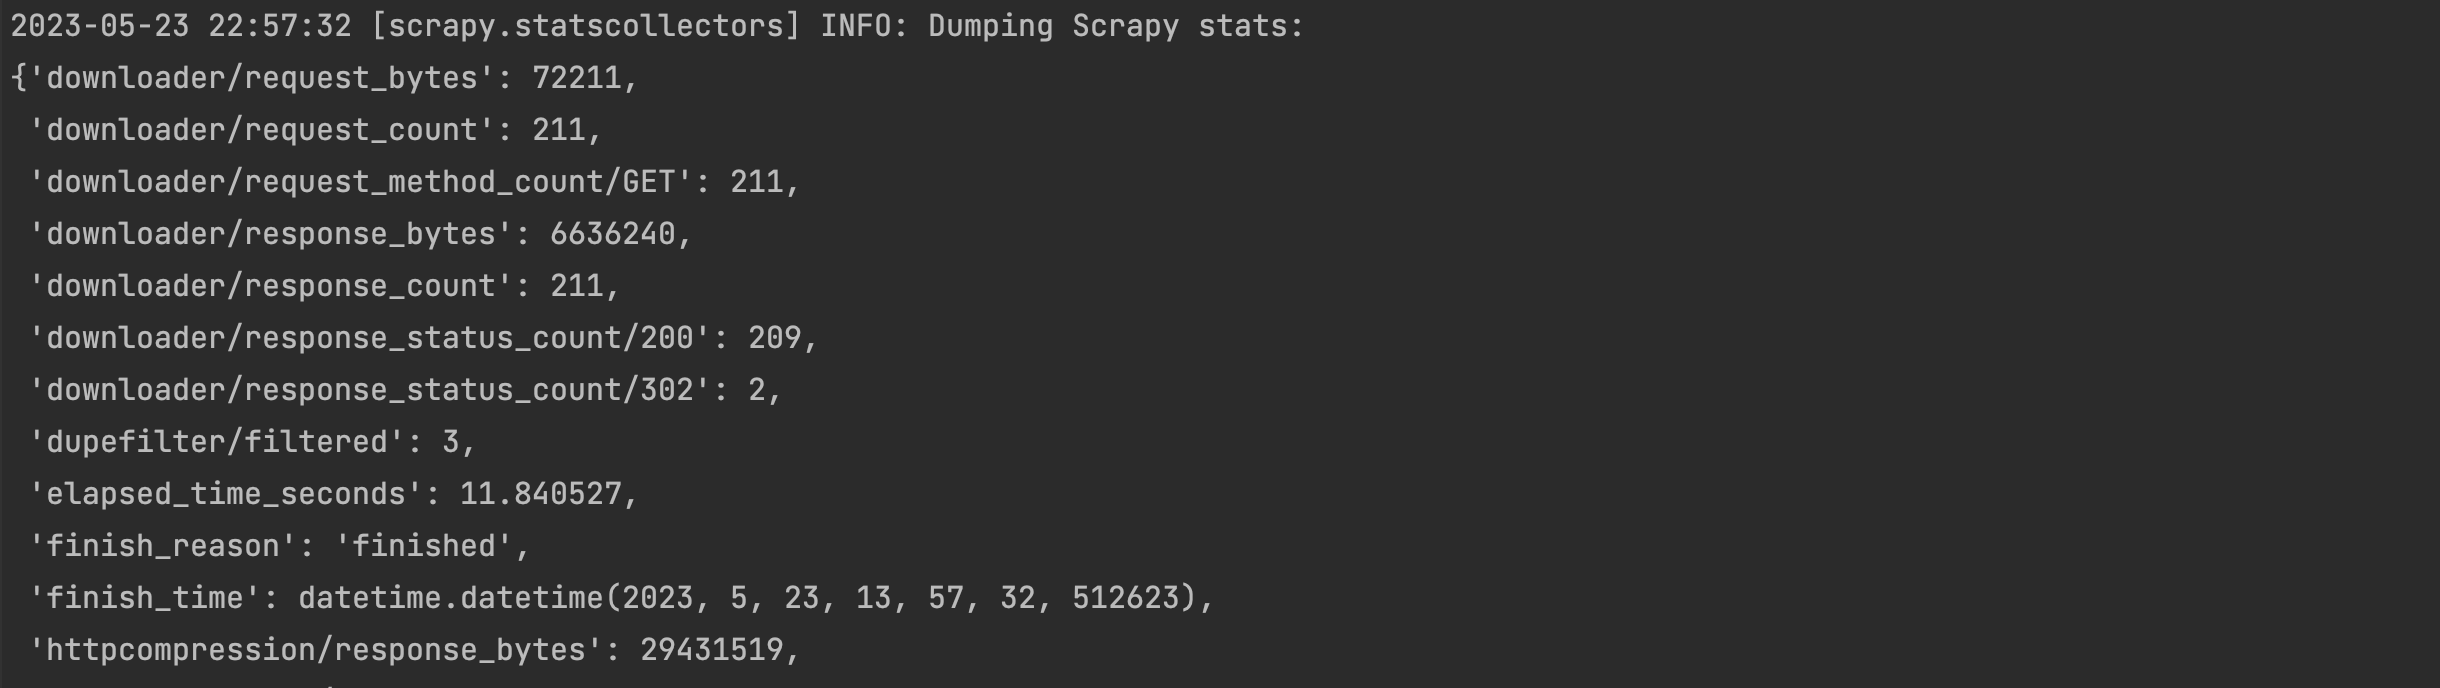 2023-05-23 22:57:32 [scrapy.statscollectors] INFO: Dumping Scrapy stats:
{'downloader/request_bytes': 72211,
 'downloader/request_count': 211,
 'downloader/request_method_count/GET': 211,
 'downloader/response_bytes': 6636240,
 'downloader/response_count': 211,
 'downloader/response_status_count/200': 209,
 'downloader/response_status_count/302': 2,
 'dupefilter/filtered': 3,
 'elapsed_time_seconds': 11.840527,
 'finish_reason': 'finished',
 'finish_time': datetime.datetime(2023, 5, 23, 13, 57, 32, 512623),
 'httpcompression/response_bytes': 29431519,